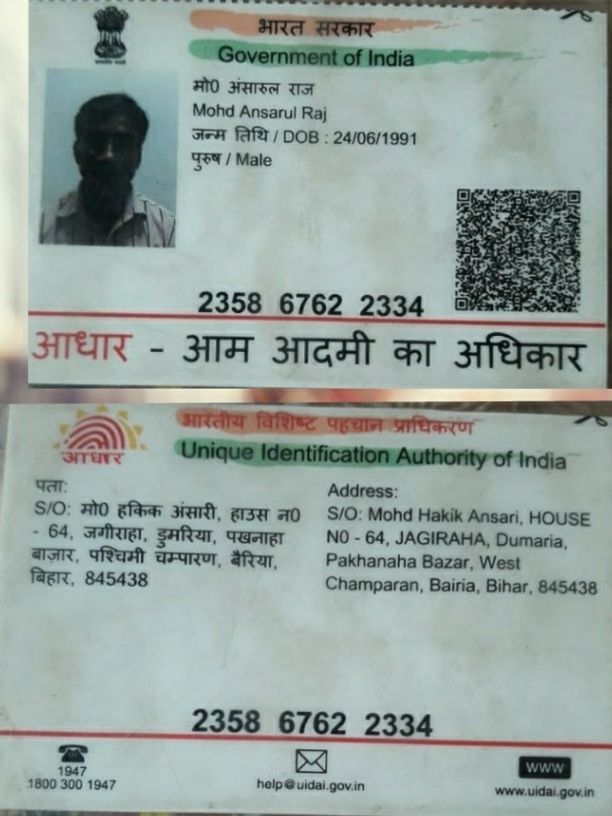 भारत सरकार
Government of India
मो0 अंसारुल राज
Mohd Ansarul Raj
जन्म तिथि / DOB : 24/06/1991
पुरुष / Male
2358 6762 2334
आधार - आम आदमी का अधिकार
भारतीय विशिष्ट पहचान प्राधिकरण
Unique Identification Authority of India
आधार
पता:
S/O: मो0 हकिक अंसारी, हाउस न0
- 64, जगीराहा, डुमरिया, पखनाहा
बाज़ार, पश्चिमी चम्पारण, बैरिया,
बिहार, 845438
Address:
S/O: Mohd Hakik Ansari, HOUSE
N0 - 64, JAGIRAHA, Dumaria,
Pakhanaha Bazar, West
Champaran, Bairia, Bihar, 845438
2358 6762 2334
1947
1800 300 1947
help@uidai.gov.in
WWW
www.uidai.gov.in